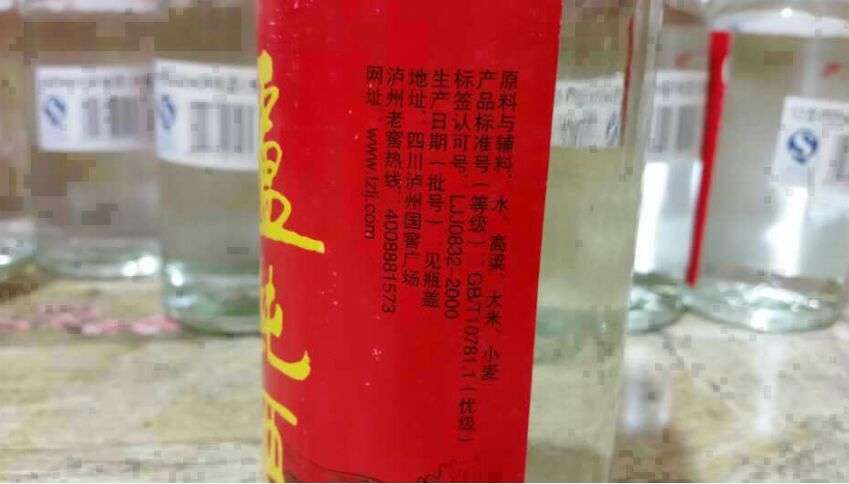 原料与辅料：水、高粱、大米、小麦
产品标准号（等级）：GB/T10781.1（优级）
标签认可号：LJJ0832-2000
生产日期（批号）见瓶盖
地址：四川泸州国窖广场
泸州老窖热线：4008881573
网址：www.lzlj.com